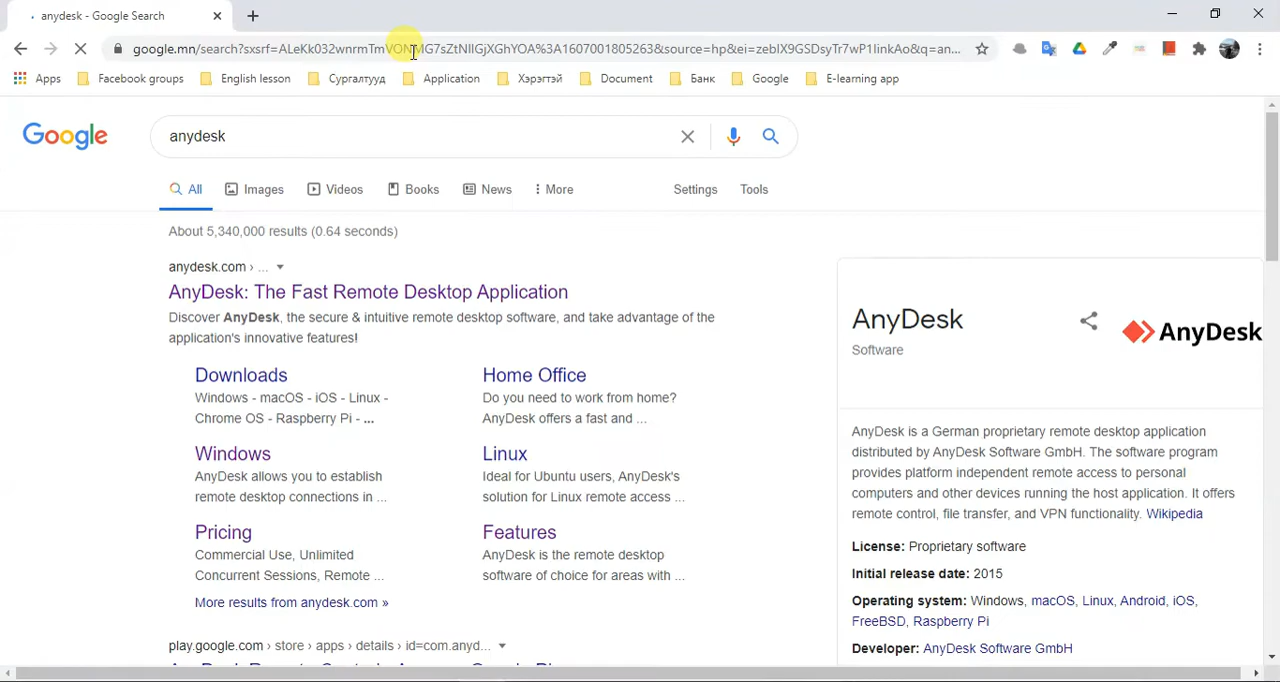 anydesk - Google Search
google.mn/search?sxsrf=ALeKk032wnrmTmVONMG7sZtNIlGjXGhYOA%3A1607001805263&source=hp&ei=zebIX9GSDsyTr7wP1IinkAo&q=an...
Apps Facebook groups English lesson Сургалтууд Application Хэрэгтэй Document Банк Google E-learning app
Google
anydesk
All Images Videos Books News More Settings Tools
About 5,340,000 results (0.64 seconds)
anydesk.com › ...
AnyDesk: The Fast Remote Desktop Application
Discover AnyDesk, the secure & intuitive remote desktop software, and take advantage of the
application's innovative features!
Downloads
Windows - macOS - iOS - Linux -
Chrome OS - Raspberry Pi - ...
Home Office
Do you need to work from home?
AnyDesk offers a fast and ...
Windows
AnyDesk allows you to establish
remote desktop connections in ...
Linux
Ideal for Ubuntu users, AnyDesk's
solution for Linux remote access ...
Pricing
Commercial Use, Unlimited
Concurrent Sessions, Remote ...
Features
AnyDesk is the remote desktop
software of choice for areas with ...
More results from anydesk.com »
play.google.com › store › apps › details › id=com.anyd...
AnyDesk
Software
AnyDesk
AnyDesk is a German proprietary remote desktop application
distributed by AnyDesk Software GmbH. The software program
provides platform independent remote access to personal
computers and other devices running the host application. It offers
remote control, file transfer, and VPN functionality. Wikipedia
License: Proprietary software
Initial release date: 2015
Operating system: Windows, macOS, Linux, Android, iOS,
FreeBSD, Raspberry Pi
Developer: AnyDesk Software GmbH